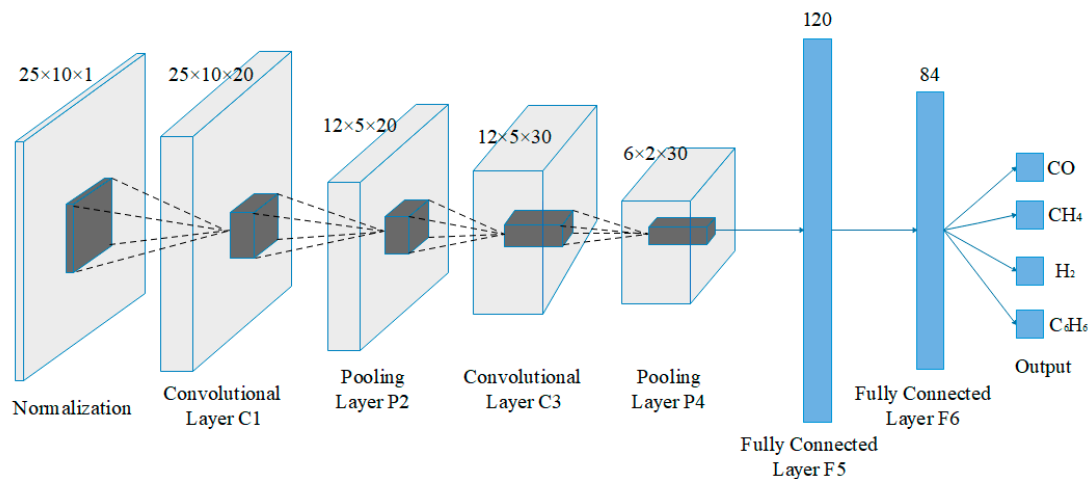 25×10×1
25×10×20
12×5×20
12×5×30
6×2×30
120
84
CO
CH₄
H₂
C₆H₆
Output
Normalization
Convolutional
Layer C1
Pooling
Layer P2
Convolutional
Layer C3
Pooling
Layer P4
Fully Connected
Layer F5
Fully Connected
Layer F6